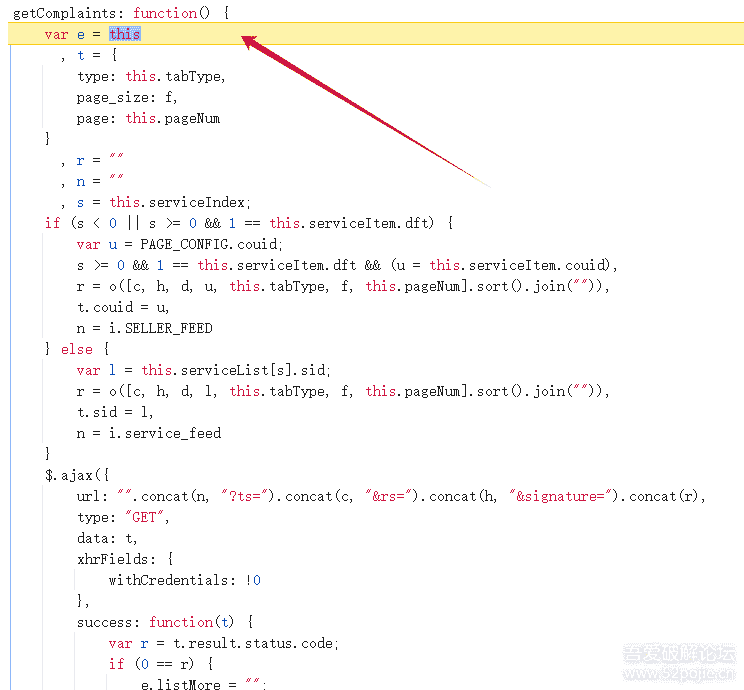 getComplaints: function() {
var e = this
, t = {
type: this.tabType,
page_size: f,
page: this.pageNum
}
, r = ""
, n = ""
, s = this.serviceIndex;
if (s < 0 || s >= 0 && 1 == this.serviceItem.dft) {
var u = PAGE_CONFIG.couid;
s >= 0 && 1 == this.serviceItem.dft && (u = this.serviceItem.couid),
r = o([c, h, d, u, this.tabType, f, this.pageNum].sort().join("")),
t.couid = u,
n = i.SELLER_FEED
} else {
var l = this.serviceList[s].sid;
r = o([c, h, d, l, this.tabType, f, this.pageNum].sort().join("")),
t.sid = l,
n = i.service_feed
}
$.ajax({
url: "".concat(n, "?ts=").concat(c, "&rs=").concat(h, "&signature=").concat(r),
type: "GET",
data: t,
xhrFields: {
withCredentials: !0
},
success: function(t) {
var r = t.result.status.code;
if (0 == r) {
e.listMore = "";
吾爱破解论坛
www.52pojie.cn